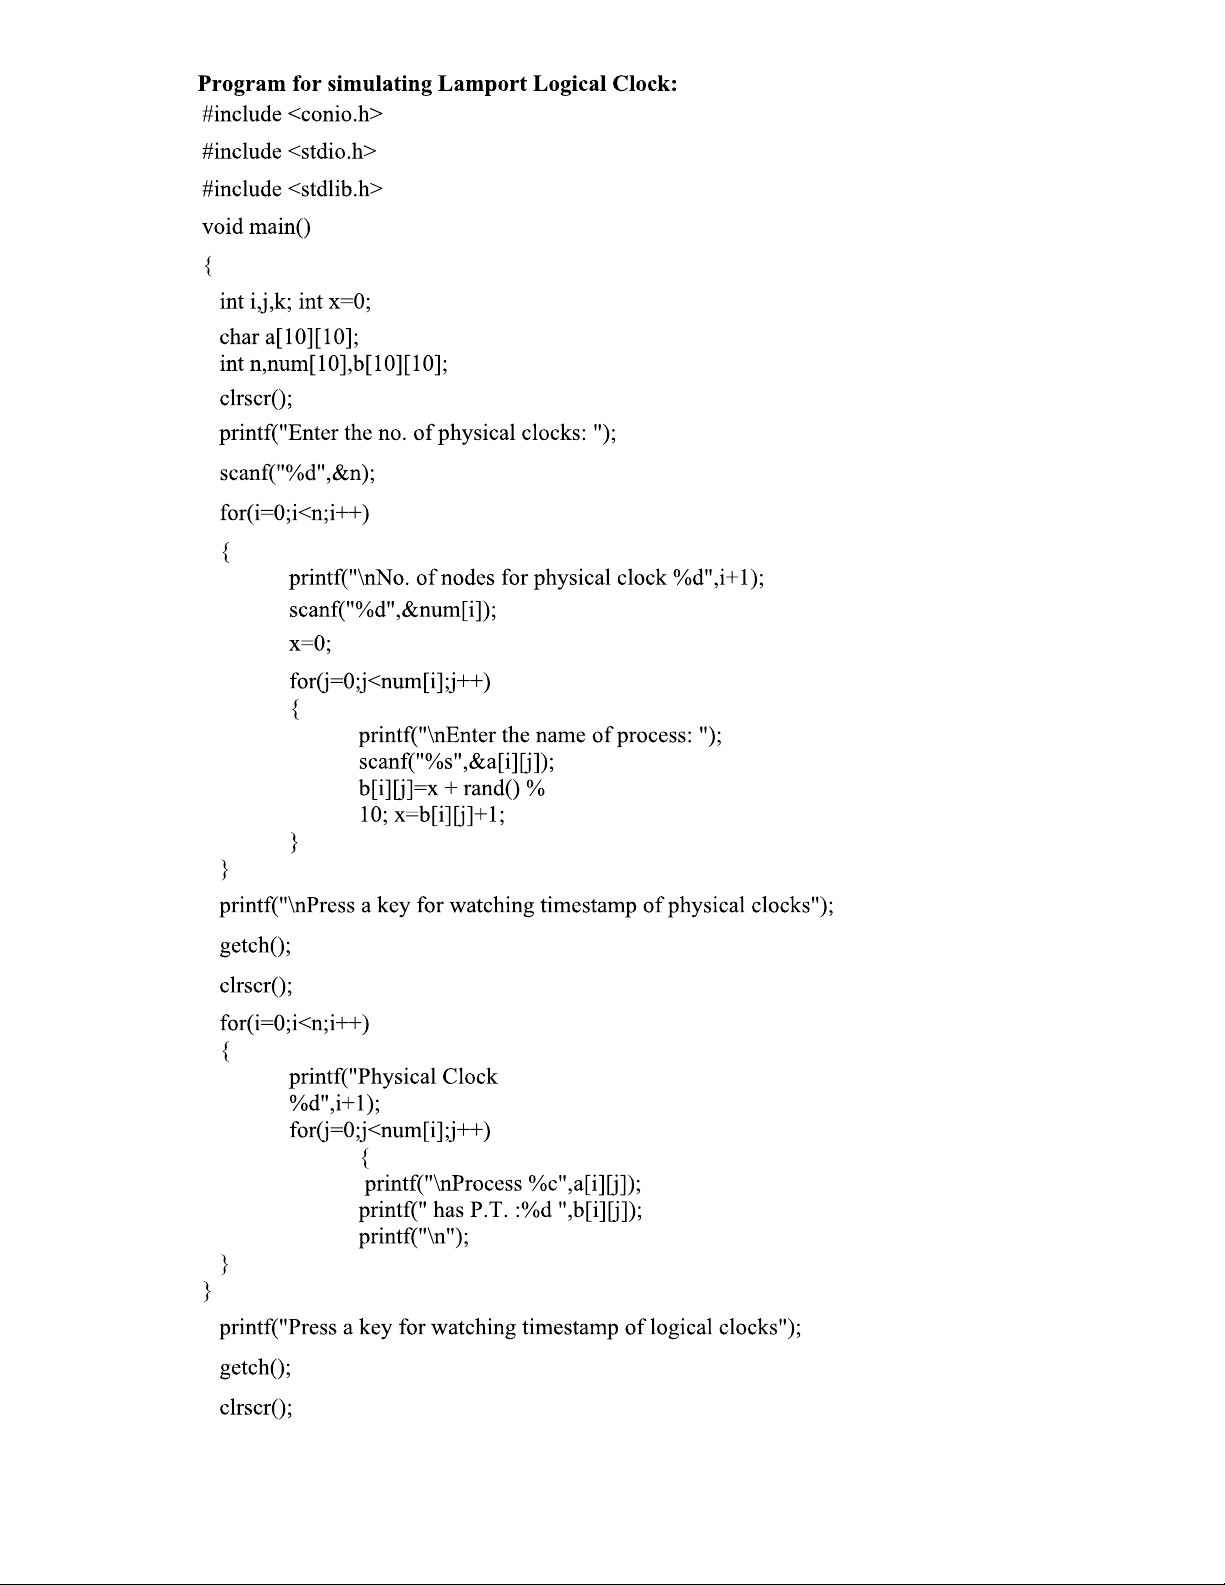 Program for simulating Lamport Logical Clock:
#include <conio.h>
#include <stdio.h>
#include <stdlib.h>
void main()
{
int i,j,k; int x=0;
char a[10][10];
int n,num[10],b[10][10];
clrscr();
printf("Enter the no. of physical clocks: ");
scanf("%d",&n);
for(i=0;i<n;i++)
{
printf("\nNo. of nodes for physical clock %d",i+1);
scanf("%d",&num[i]);
x=0;
for(j=0;j<num[i];j++)
{
printf("\nEnter the name of process: ");
scanf("%s",&a[i][j]);
b[i][j]=x + rand() %
10; x=b[i][j]+1;
}
}
printf("\nPress a key for watching timestamp of physical clocks");
getch();
clrscr();
for(i=0;i<n;i++)
{
printf("Physical Clock
%d",i+1);
for(j=0;j<num[i];j++)
{
printf("\nProcess %c",a[i][j]);
printf(" has P.T. :%d ",b[i][j]);
printf("\n");
}
}
printf("Press a key for watching timestamp of logical clocks");
getch();
clrscr();